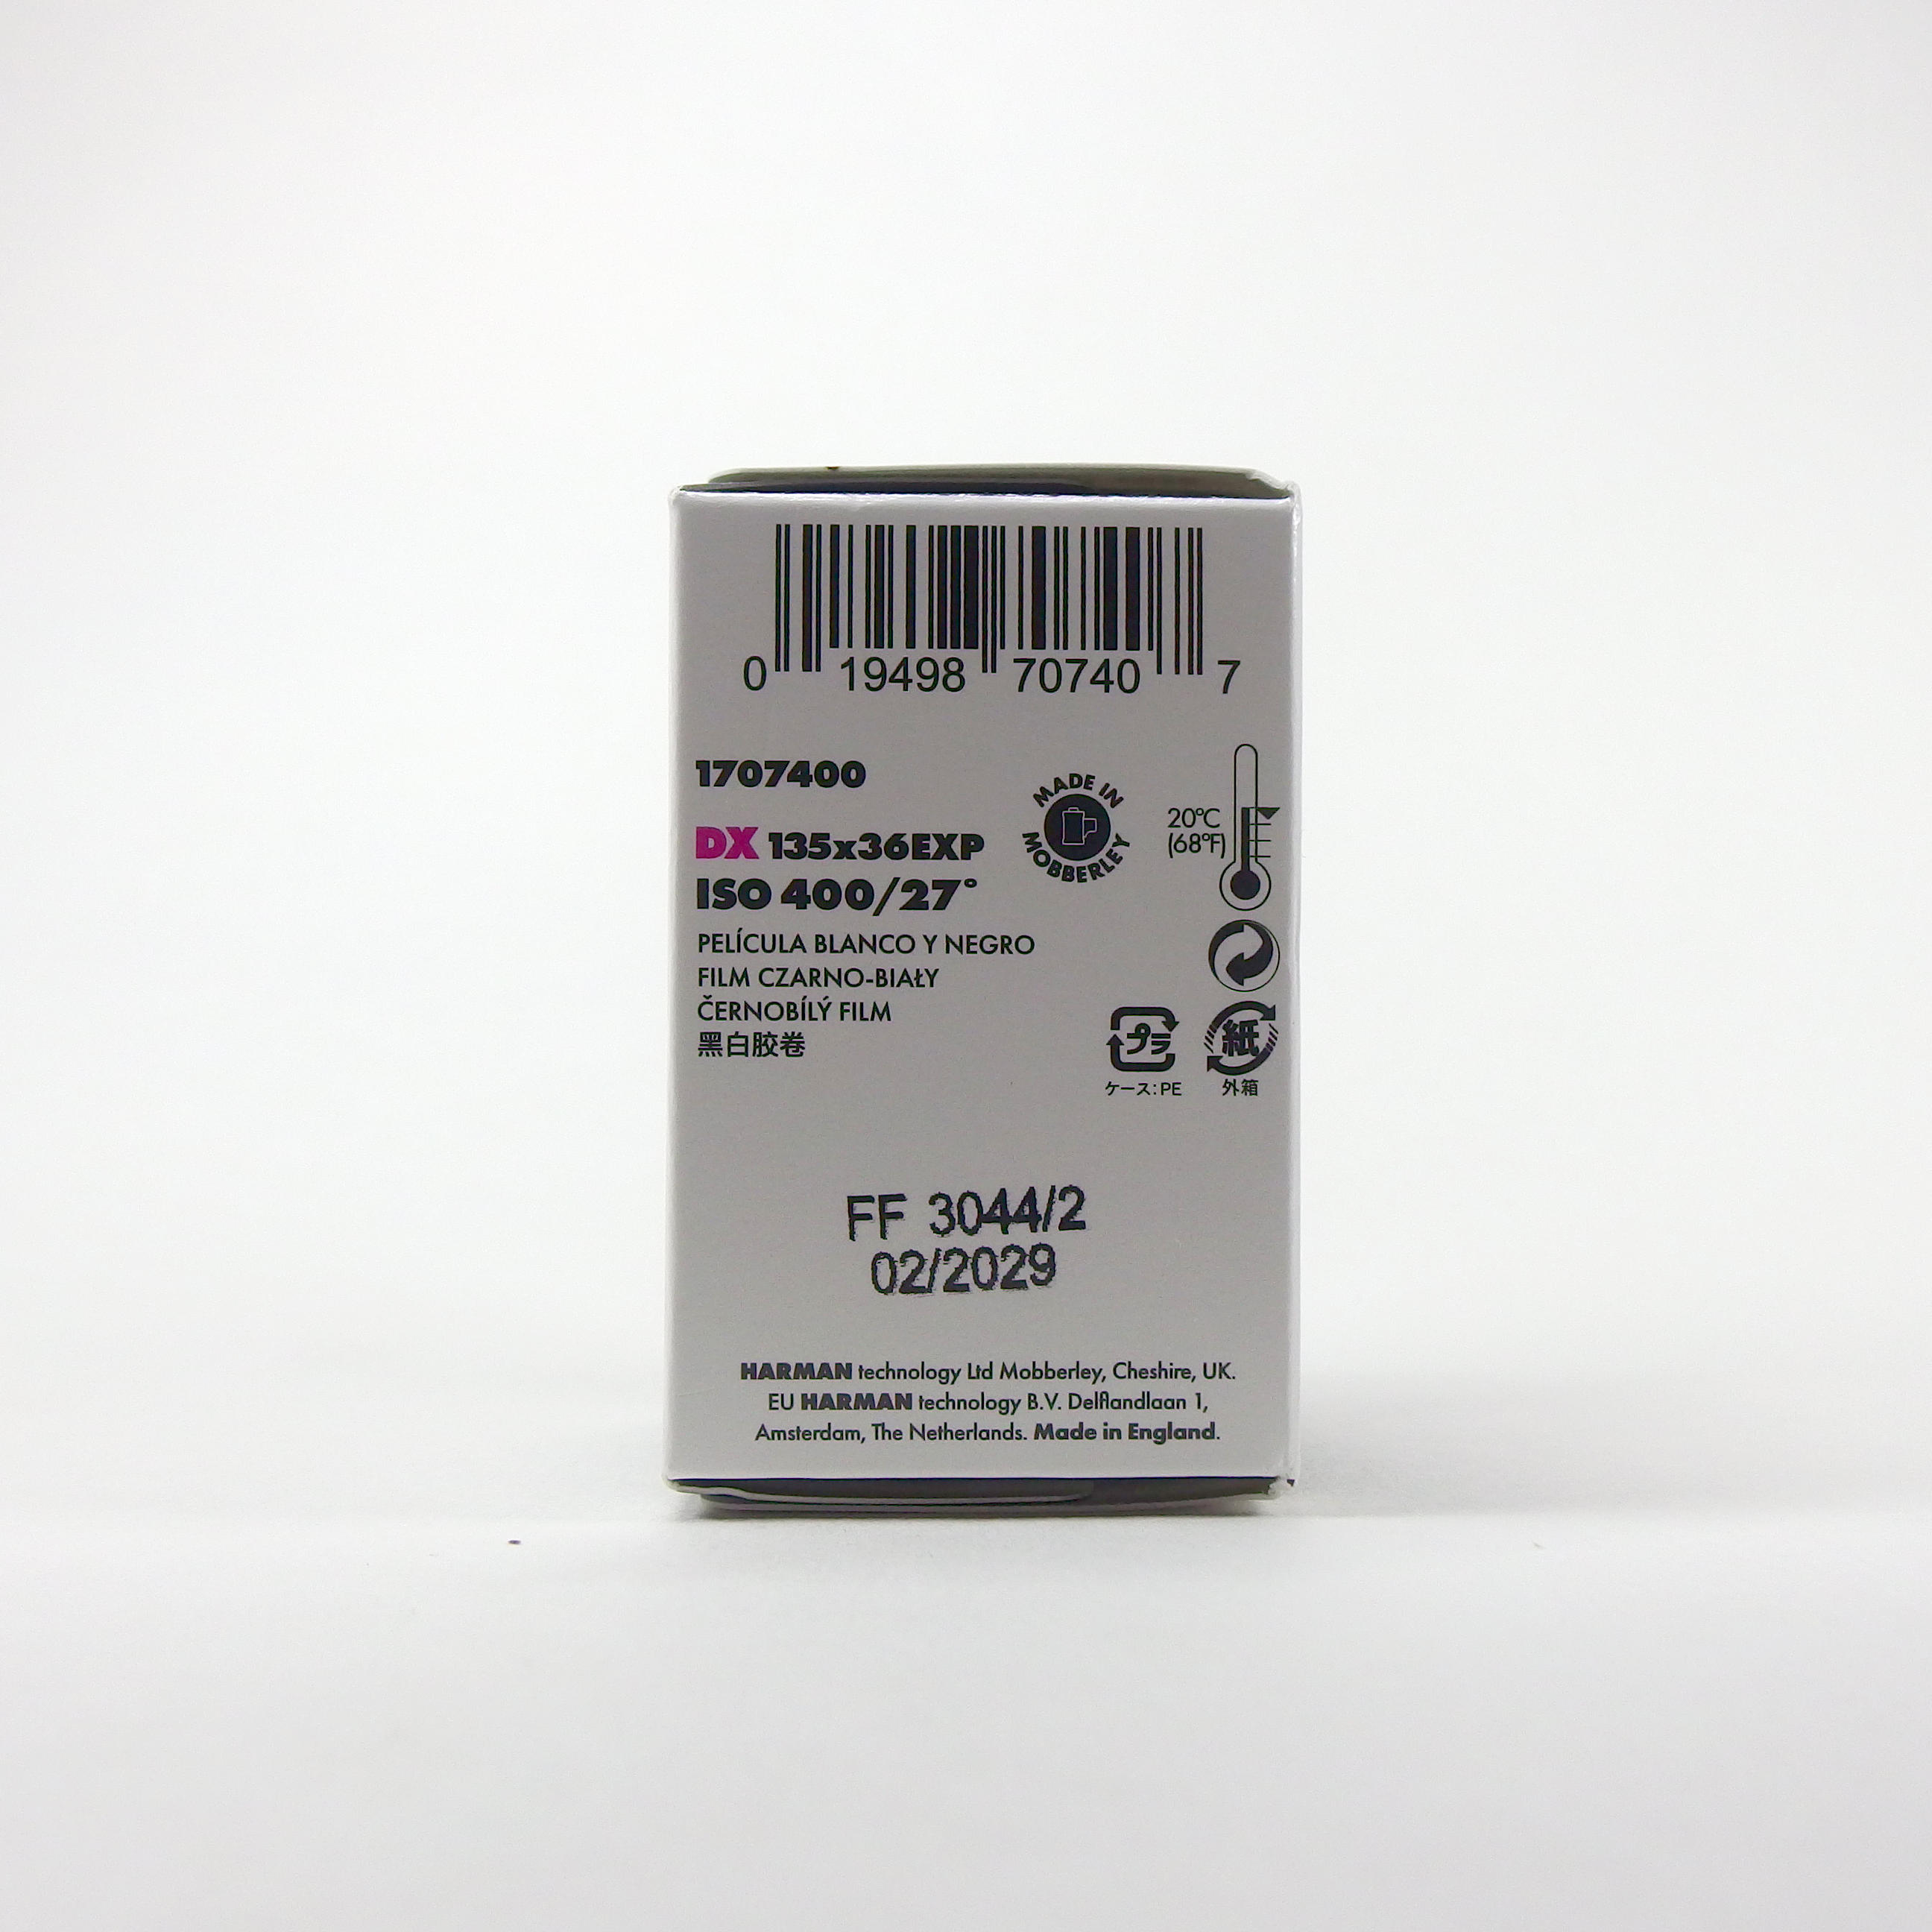 0 19498 70740 7
1707400
DX 135x36EXP
ISO 400/27°
MADE IN
MOBBERLEY
20°C
(68°F)
PELÍCULA BLANCO Y NEGRO
FILM CZARNO-BIAŁY
ČERNOBÍLÝ FILM
黑白胶卷
プラ
紙
ケース:PE
外箱
FF 3044/2
02/2029
HARMAN technology Ltd Mobberley, Cheshire, UK.
EU HARMAN technology B.V. Delflandlaan 1,
Amsterdam, The Netherlands. Made in England.